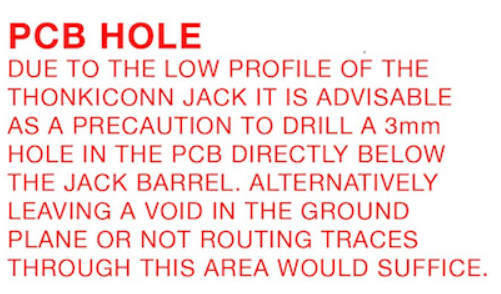 PCB HOLE
DUE TO THE LOW PROFILE OF THE
THONKICONN JACK IT IS ADVISABLE
AS A PRECAUTION TO DRILL A 3mm
HOLE IN THE PCB DIRECTLY BELOW
THE JACK BARREL. ALTERNATIVELY
LEAVING A VOID IN THE GROUND
PLANE OR NOT ROUTING TRACES
THROUGH THIS AREA WOULD SUFFICE.